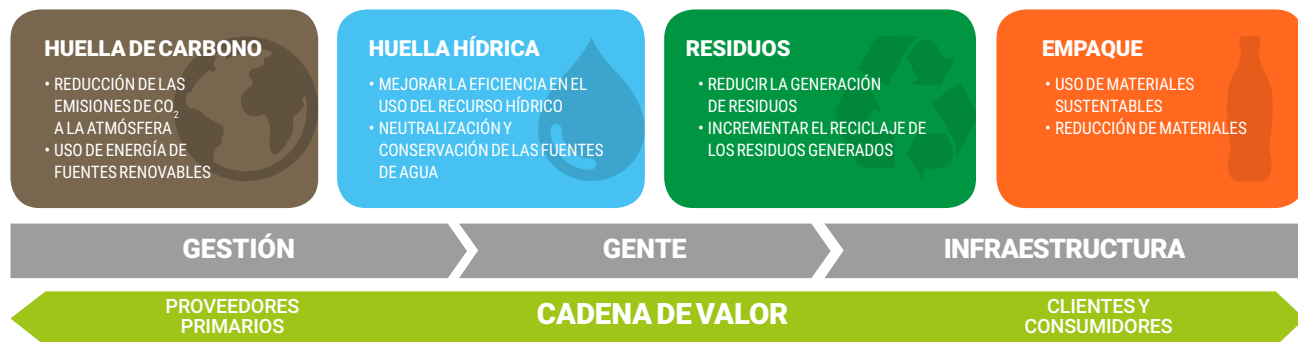 HUELLA DE CARBONO
• REDUCCIÓN DE LAS
EMISIONES DE CO2
A LA ATMÓSFERA
• USO DE ENERGÍA DE
FUENTES RENOVABLES
HUELLA HÍDRICA
• MEJORAR LA EFICIENCIA EN EL
USO DEL RECURSO HÍDRICO
• NEUTRALIZACIÓN Y
CONSERVACIÓN DE LAS FUENTES
DE AGUA
RESIDUOS
• REDUCIR LA GENERACIÓN
DE RESIDUOS
• INCREMENTAR EL RECICLAJE DE
LOS RESIDUOS GENERADOS
EMPAQUE
• USO DE MATERIALES
SUSTENTABLES
• REDUCCIÓN DE MATERIALES
GESTIÓN
GENTE
INFRAESTRUCTURA
PROVEEDORES
PRIMARIOS
CADENA DE VALOR
CLIENTES Y
CONSUMIDORES